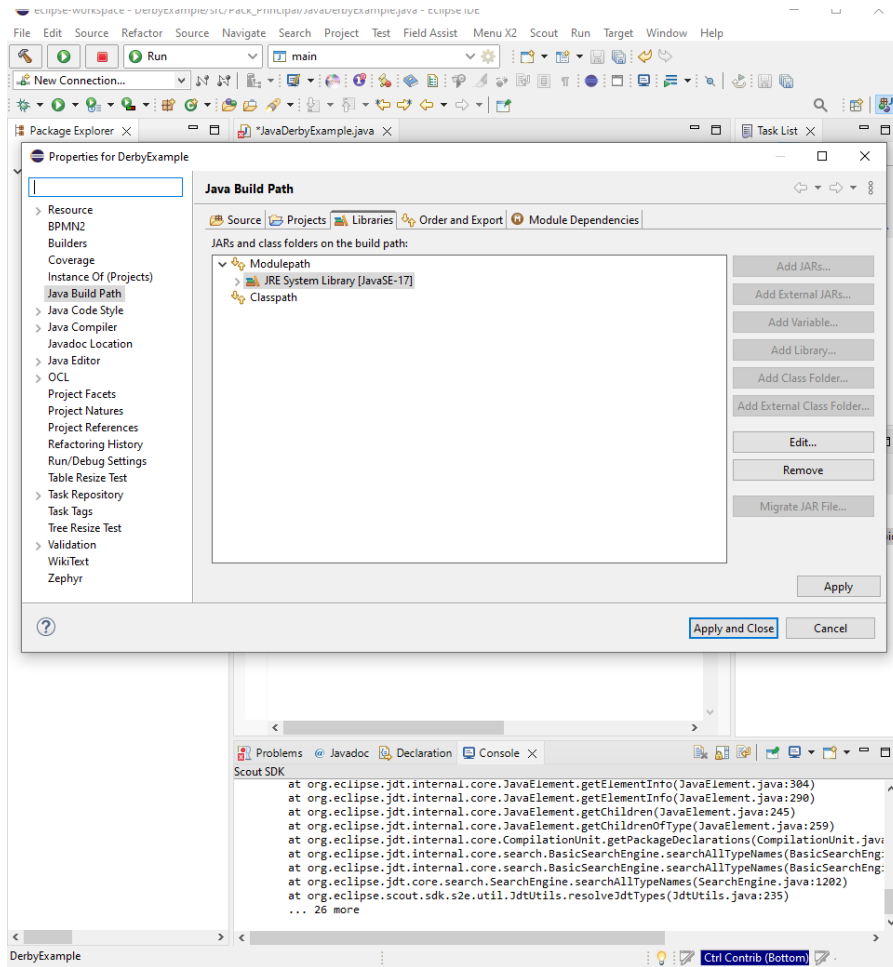 eclipse-workspace - DerbyExample/src/Pack_Principal/JavaDerbyExample.java - Eclipse IDE
File Edit Source Refactor Source Navigate Search Project Test Field Assist Menu X2 Scout Run Target Window Help
Run main
New Connection...
Package Explorer *JavaDerbyExample.java Task List
Properties for DerbyExample
Java Build Path
Resource
BPMN2
Builders
Coverage
Instance Of (Projects)
Java Build Path
Java Code Style
Java Compiler
Javadoc Location
Java Editor
OCL
Project Facets
Project Natures
Project References
Refactoring History
Run/Debug Settings
Table Resize Test
Task Repository
Task Tags
Tree Resize Test
Validation
WikiText
Zephyr
Source Projects Libraries Order and Export Module Dependencies
JARs and class folders on the build path:
Modulepath
JRE System Library [JavaSE-17]
Classpath
Add JARs...
Add External JARs...
Add Variable...
Add Library...
Add Class Folder...
Add External Class Folder...
Edit...
Remove
Migrate JAR File...
Apply
Apply and Close Cancel
Problems @ Javadoc Declaration Console
Scout SDK
at org.eclipse.jdt.internal.core.JavaElement.getElementInfo(JavaElement.java:304)
at org.eclipse.jdt.internal.core.JavaElement.getElementInfo(JavaElement.java:290)
at org.eclipse.jdt.internal.core.JavaElement.getChildren(JavaElement.java:245)
at org.eclipse.jdt.internal.core.JavaElement.getChildrenOfType(JavaElement.java:259)
at org.eclipse.jdt.internal.core.CompilationUnit.getPackageDeclarations(CompilationUnit.java
at org.eclipse.jdt.internal.core.search.BasicSearchEngine.searchAllTypeNames(BasicSearchEngi
at org.eclipse.jdt.internal.core.search.BasicSearchEngine.searchAllTypeNames(BasicSearchEngi
at org.eclipse.jdt.core.search.SearchEngine.searchAllTypeNames(SearchEngine.java:1202)
at org.eclipse.scout.sdk.s2e.util.JdtUtils.resolveJdtTypes(JdtUtils.java:235)
... 26 more
DerbyExample Ctrl Contrib (Bottom)